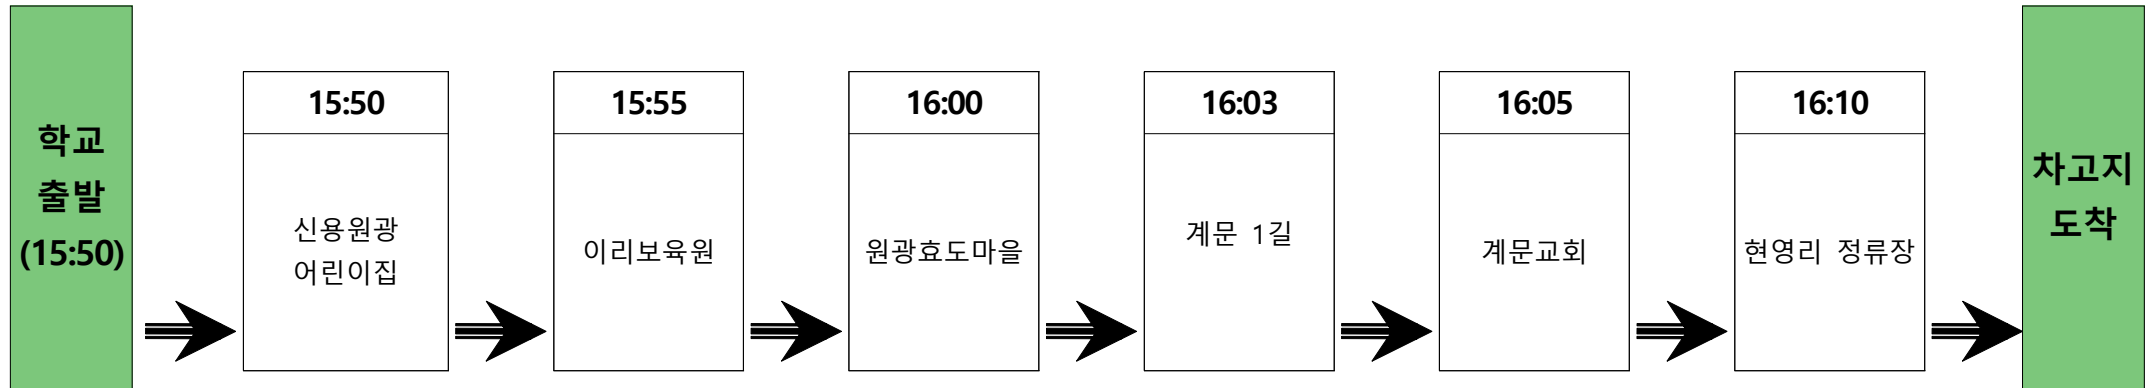 학교
출발
(15:50)
15:50
신용원광
어린이집
15:55
이리보육원
16:00
원광효도마을
16:03
계문 1길
16:05
계문교회
16:10
현영리 정류장
차고지
도착